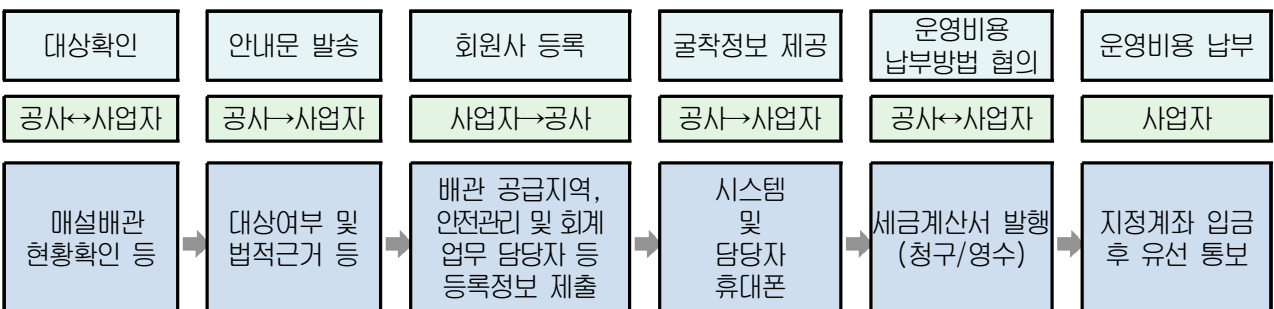 대상확인
안내문 발송
회원사 등록
굴착정보 제공
운영비용
납부방법 협의
운영비용 납부
공사↔사업자
공사→사업자
사업자→공사
공사→사업자
공사↔사업자
사업자
매설배관
현황확인 등
대상여부 및
법적근거 등
배관 공급지역,
안전관리 및 회계
업무 담당자 등
등록정보 제출
시스템
및
담당자
휴대폰
세금계산서 발행
(청구/영수)
지정계좌 입금
후 유선 통보